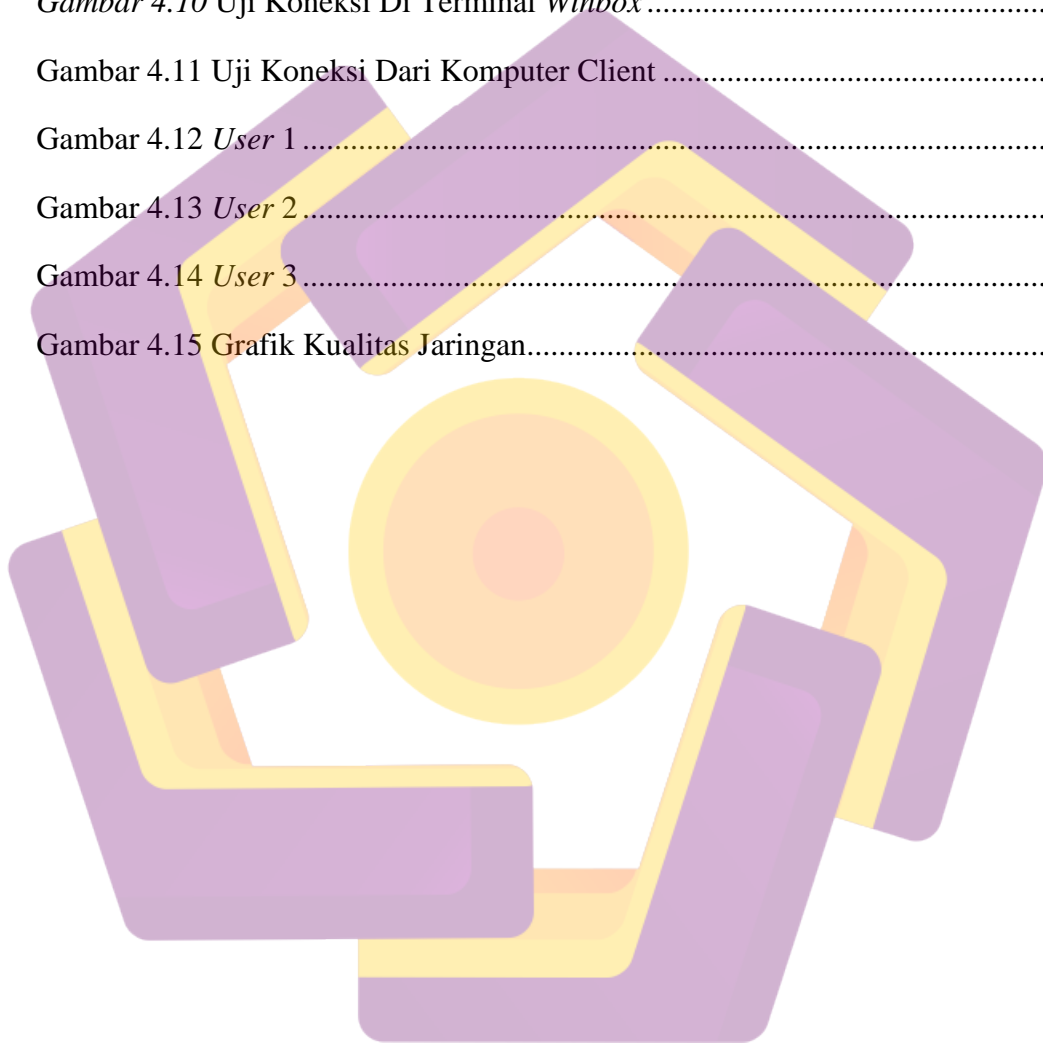 Gambar 4.10 Uji Koneksi Di Terminal Winbox ................................................
Gambar 4.11 Uji Koneksi Dari Komputer Client ................................................
Gambar 4.12 User 1 ................................................................................................
Gambar 4.13 User 2 ................................................................................................
Gambar 4.14 User 3 ................................................................................................
Gambar 4.15 Grafik Kualitas Jaringan................................................................